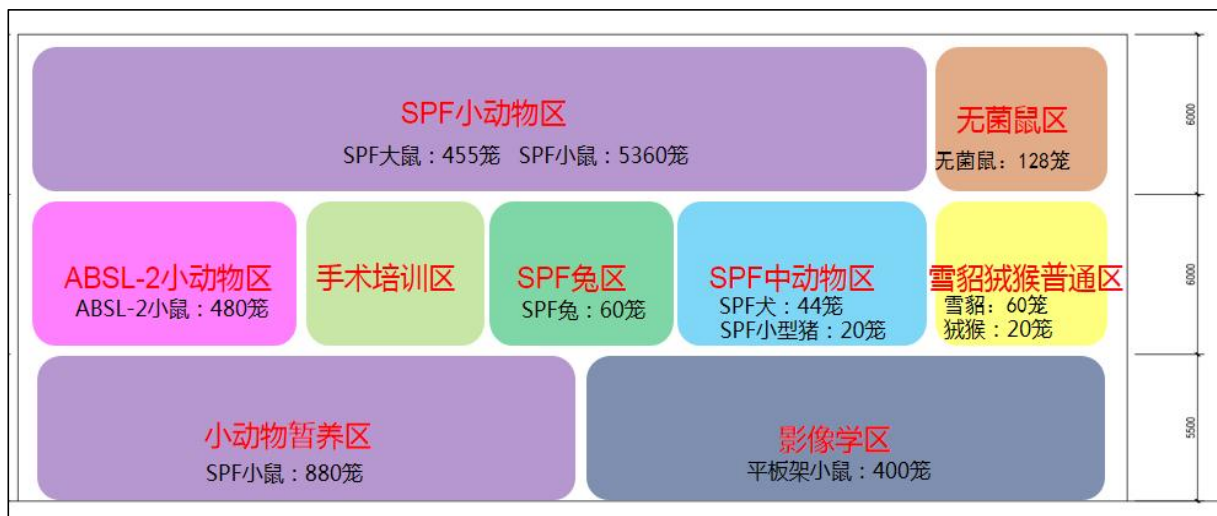 SPF小动物区
SPF大鼠：455笼 SPF小鼠：5360笼
无菌鼠区
无菌鼠：128笼
6000
ABSL-2小动物区
ABSL-2小鼠：480笼
手术培训区
SPF兔区
SPF兔：60笼
SPF中动物区
SPF犬：44笼
SPF小型猪：20笼
雪貂狨猴普通区
雪貂：60笼
狨猴：20笼
6000
小动物暂养区
SPF小鼠：880笼
影像学区
平板架小鼠：400笼
5500